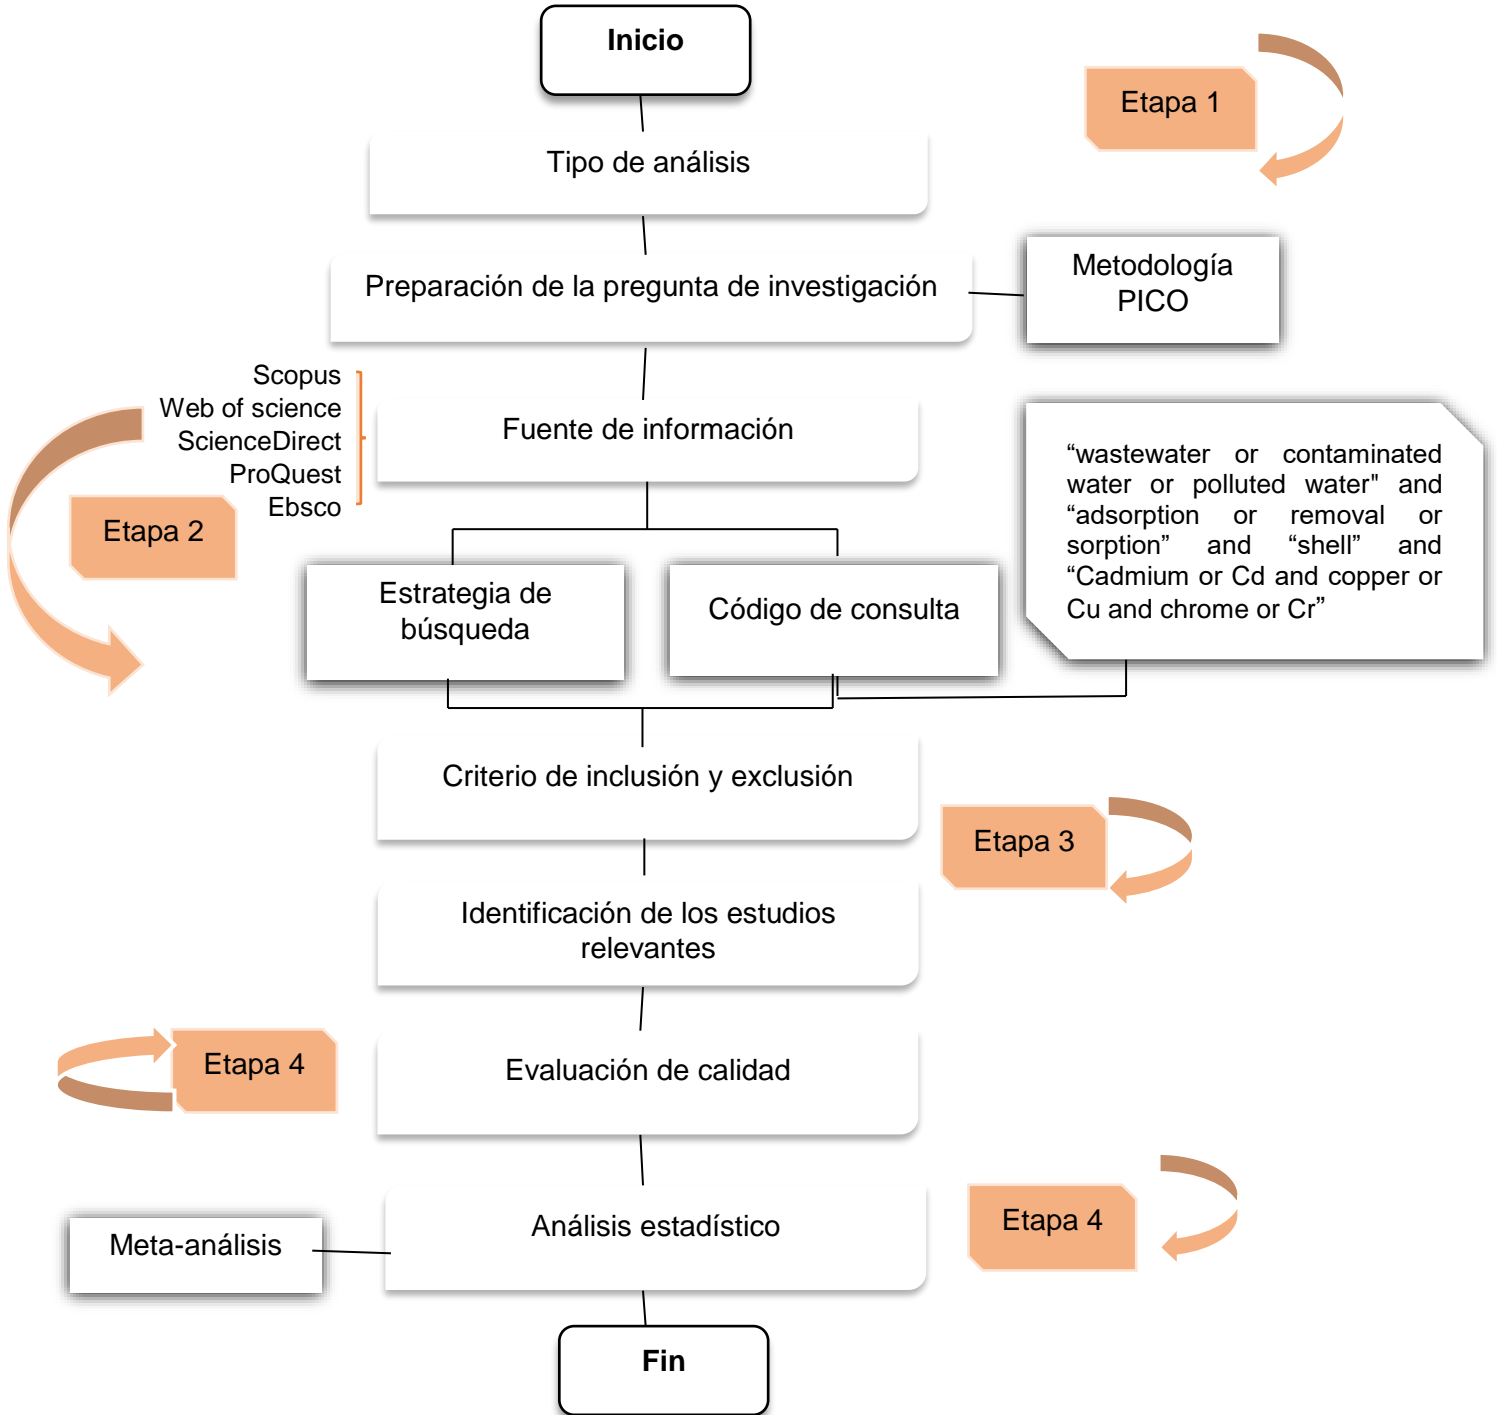 Inicio
Etapa 1
Tipo de análisis
Preparación de la pregunta de investigación
Metodología
PICO
Scopus
Web of science
ScienceDirect
ProQuest
Ebsco
Fuente de información
Etapa 2
“wastewater or contaminated
water or polluted water" and
“adsorption or removal or
sorption” and “shell” and
“Cadmium or Cd and copper or
Cu and chrome or Cr”
Estrategia de
búsqueda
Código de consulta
Criterio de inclusión y exclusión
Etapa 3
Identificación de los estudios
relevantes
Etapa 4
Evaluación de calidad
Análisis estadístico
Etapa 4
Meta-análisis
Fin